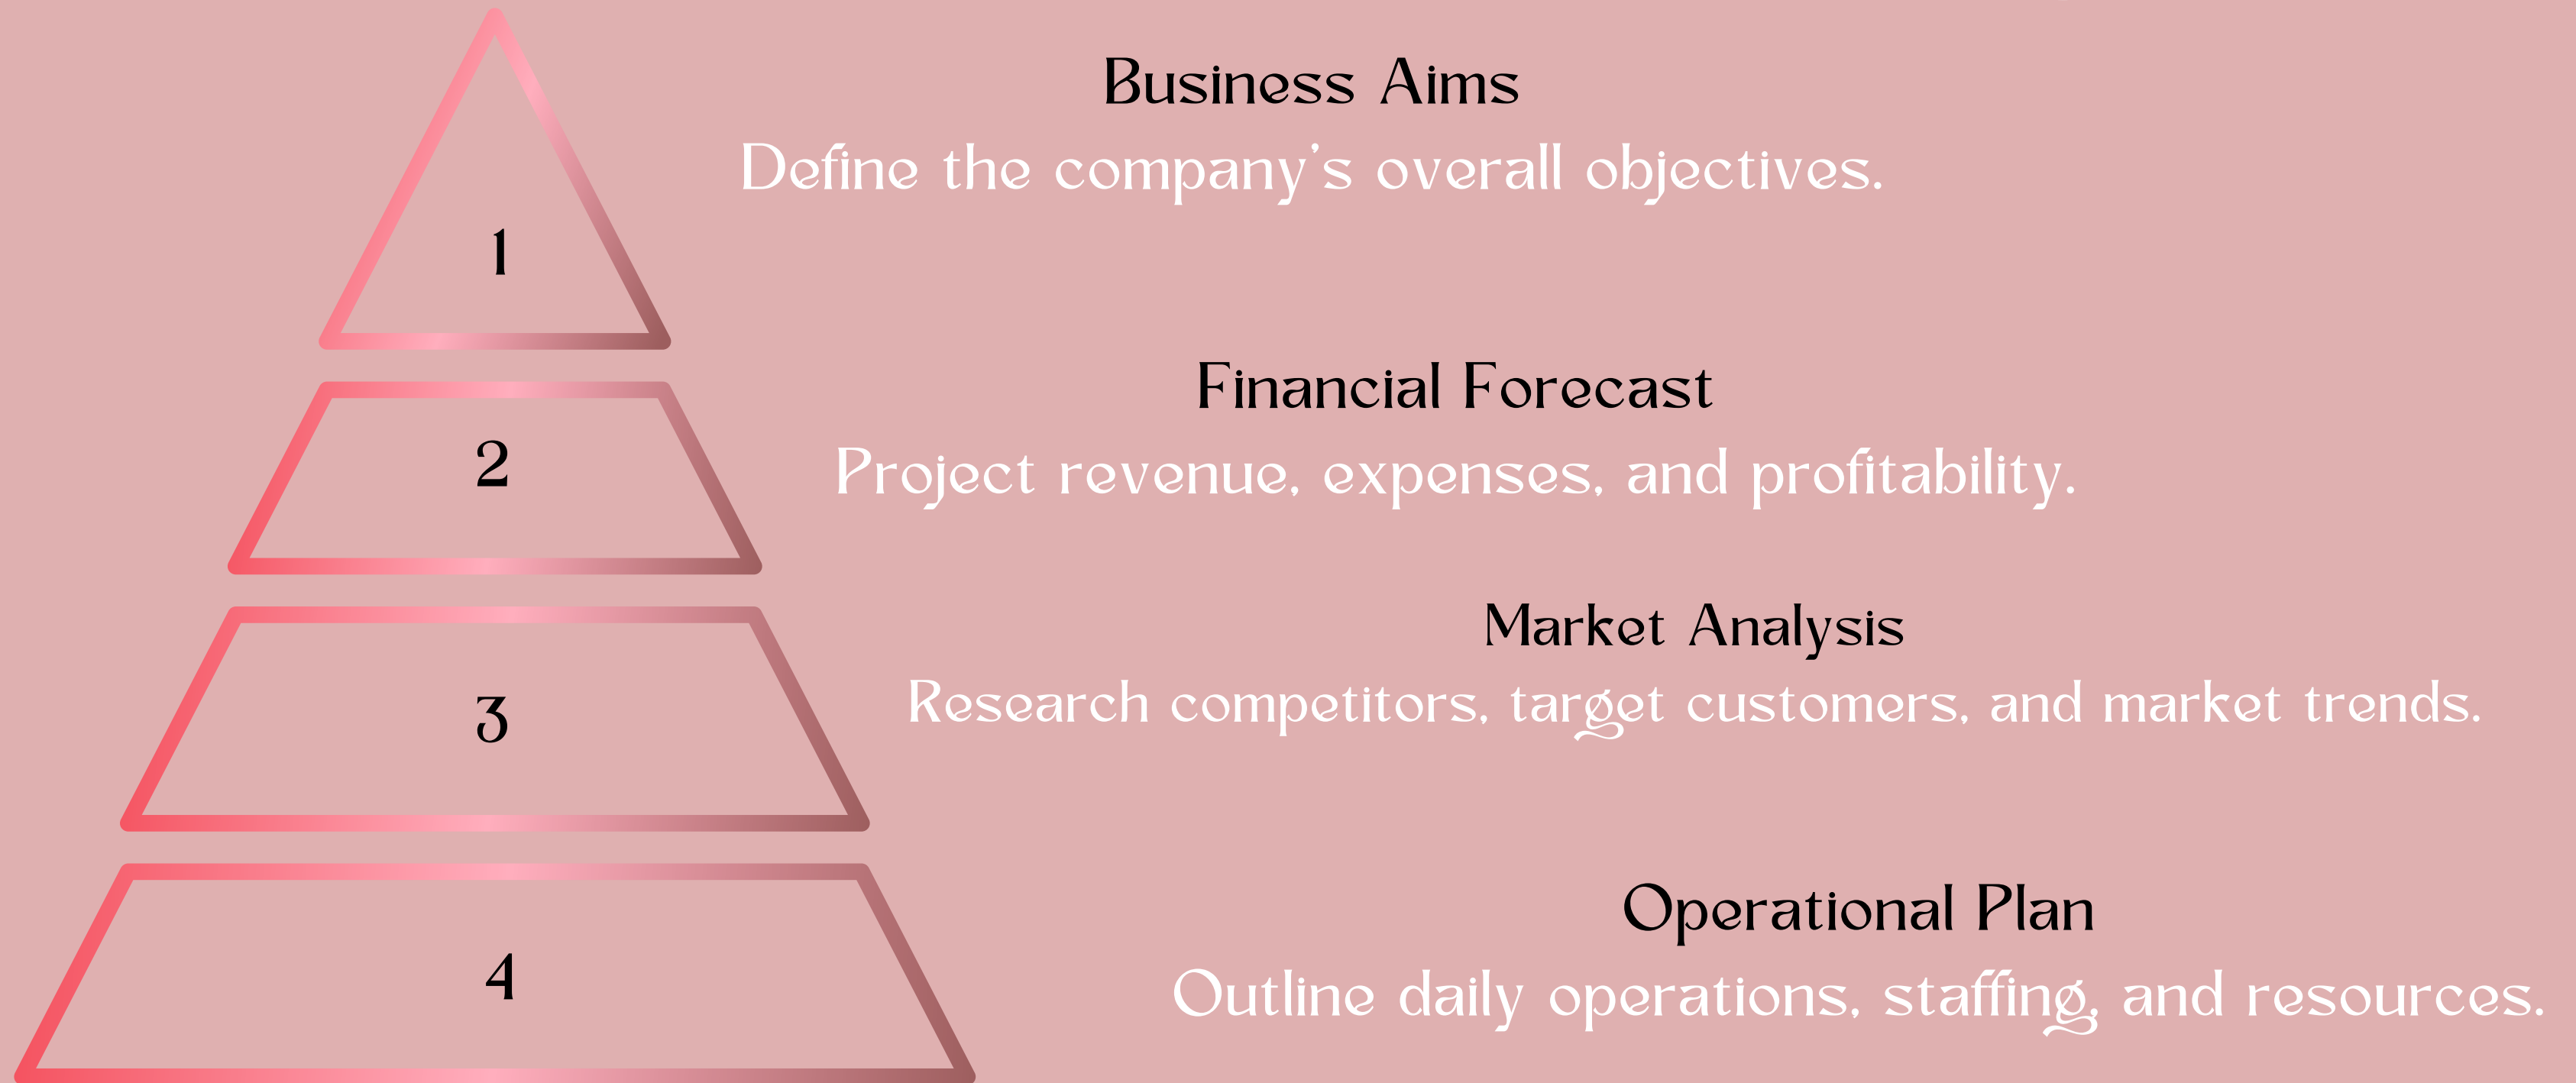 1
Business Aims
Define the company's overall objectives.
2
Financial Forecast
Project revenue, expenses, and profitability.
3
Market Analysis
Research competitors, target customers, and market trends.
4
Operational Plan
Outline daily operations, staffing, and resources.